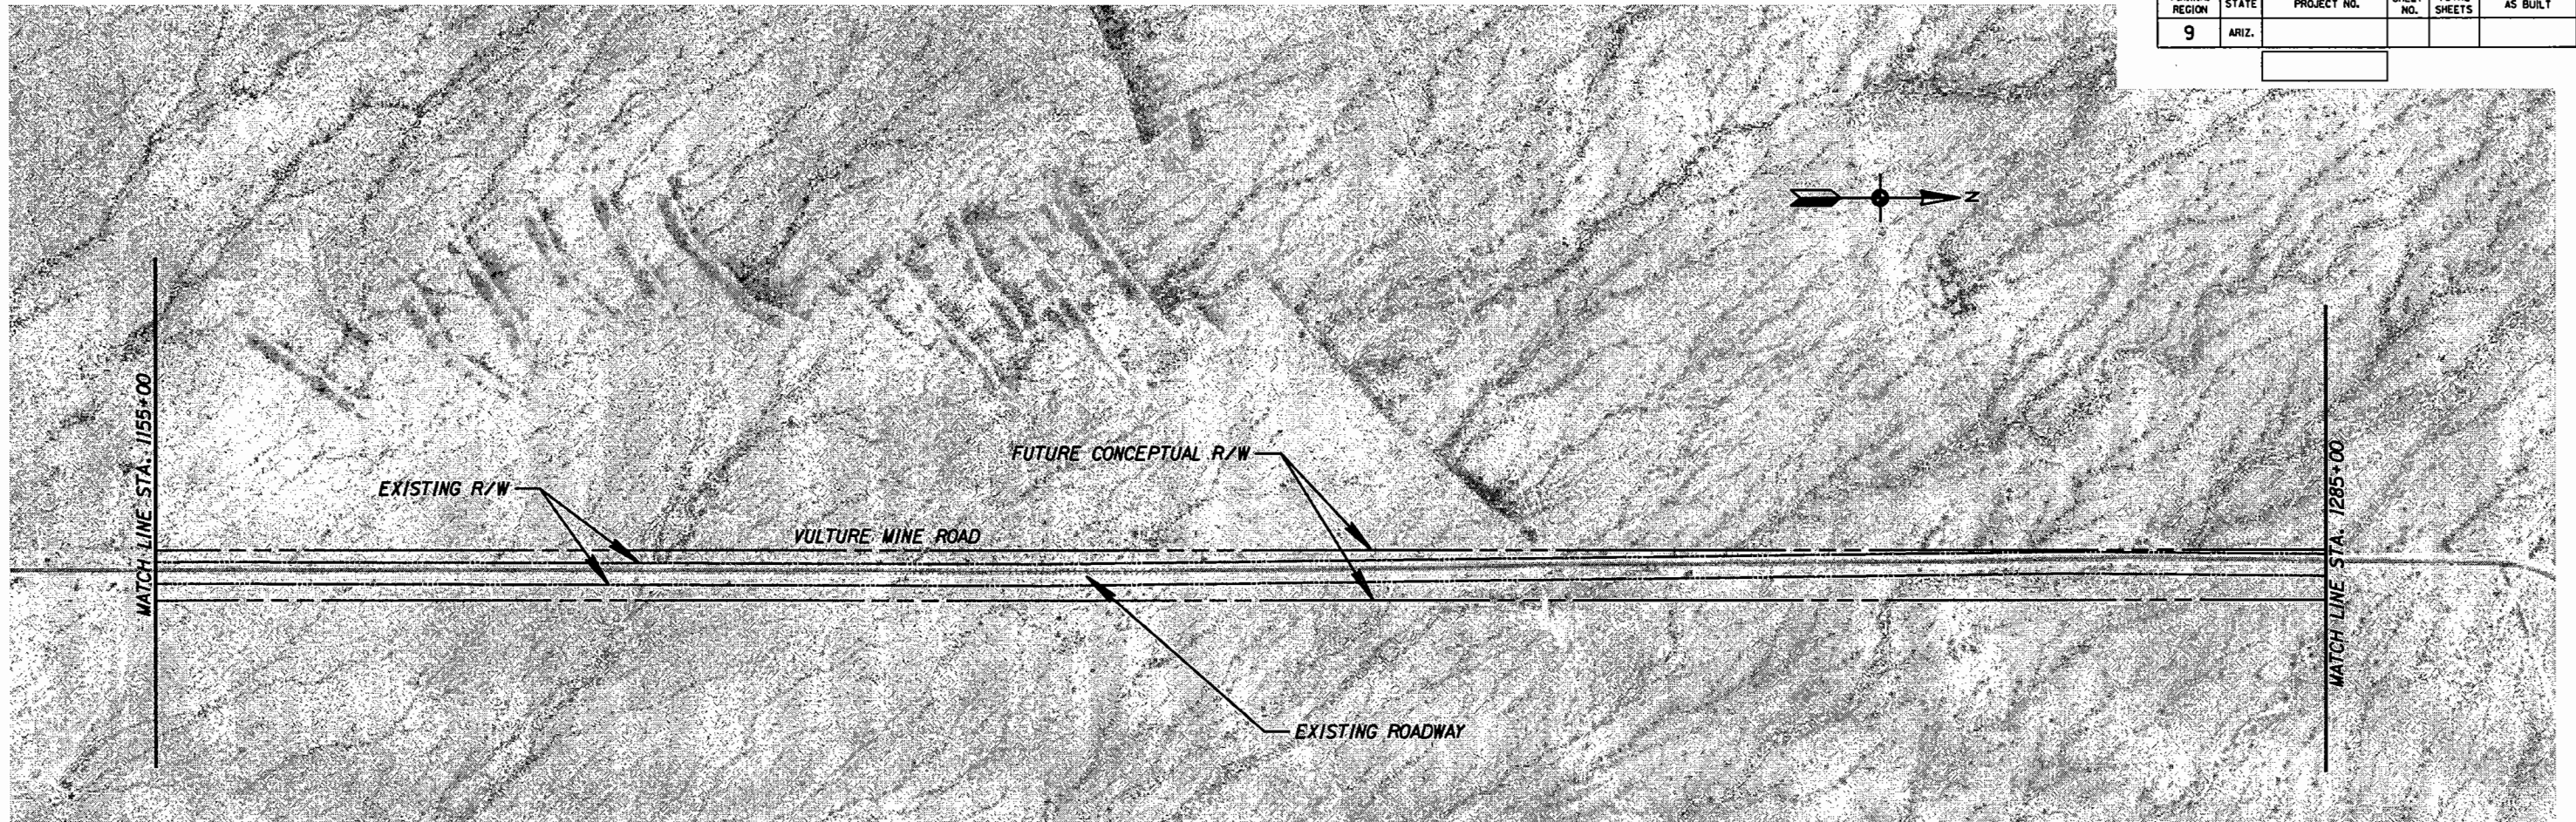 REGION STATE PROJECT NO. NO. SHEETS AS BUILT
9 ARIZ.
N
MATCH LINE STA. 1155+00
FUTURE CONCEPTUAL R/W
EXISTING R/W
VULTURE MINE ROAD
MATCH LINE STA. 1285+00
EXISTING ROADWAY